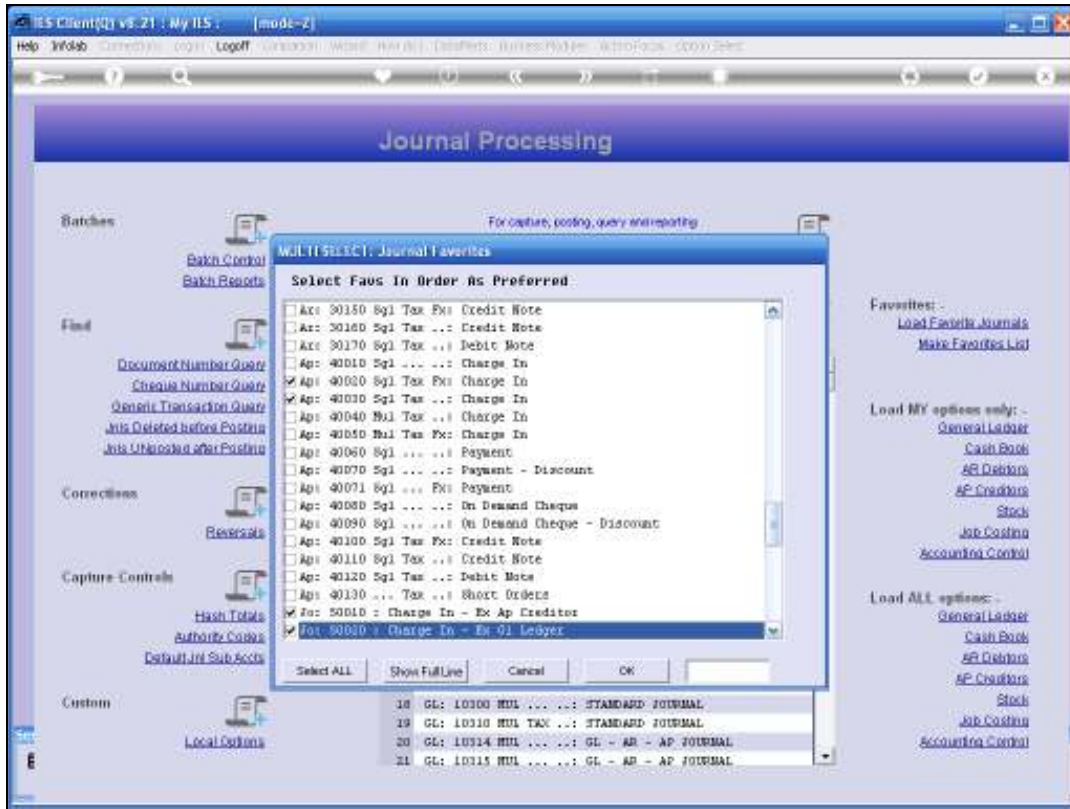 IES Client(Q) v8.21 : My IES : [mode=Z]
Help Infolab Login Logoff Companion Wizard How do I Business Modules Active Focus Option Select
Journal Processing
Batches
For capture, posting, query and reporting
Batch Control
Batch Reports
MULTI SELECT: Journal Favorites
Select Favs In Order As Preferred
Ar: 30150 Sgl Tax Fx: Credit Note
Ar: 30160 Sgl Tax ..: Credit Note
Ar: 30170 Sgl Tax ..: Debit Note
Ap: 40010 Sgl ... ..: Charge In
Ap: 40020 Sgl Tax Fx: Charge In
Ap: 40030 Sgl Tax ..: Charge In
Ap: 40040 Mul Tax ..: Charge In
Ap: 40050 Mul Tax Fx: Charge In
Ap: 40060 Sgl ... ..: Payment
Ap: 40070 Sgl ... ..: Payment - Discount
Ap: 40071 Sgl ... Fx: Payment
Ap: 40080 Sgl ... ..: On Demand Cheque
Ap: 40090 Sgl ... ..: On Demand Cheque - Discount
Ap: 40100 Sgl Tax Fx: Credit Note
Ap: 40110 Sgl Tax ..: Credit Note
Ap: 40120 Sgl Tax ..: Debit Note
Ap: 40130 ... Tax ..: Short Orders
Jo: 50010 : Charge In - Ex Ap Creditor
Jo: 50020 : Charge In - Ex Gl Ledger
Select ALL
Show Full Line
Cancel
OK
Find
Document Number Query
Cheque Number Query
Generic Transaction Query
Jnls Deleted before Posting
Jnls UNposted after Posting
Corrections
Reversals
Capture Controls
Hash Totals
Authority Codes
Default Jnl Sub Accts
Custom
Local Options
18 GL: 10300 MUL ... ..: STANDARD JOURNAL
19 GL: 10310 MUL TAX ..: STANDARD JOURNAL
20 GL: 10314 MUL ... ..: GL - AR - AP JOURNAL
21 GL: 10315 MUL ... ..: GL - AR - AP JOURNAL
Favorites: -
Load Favorite Journals
Make Favorites List
Load MY options only: -
General Ledger
Cash Book
AR Debtors
AP Creditors
Stock
Job Costing
Accounting Control
Load ALL options: -
General Ledger
Cash Book
AR Debtors
AP Creditors
Stock
Job Costing
Accounting Control